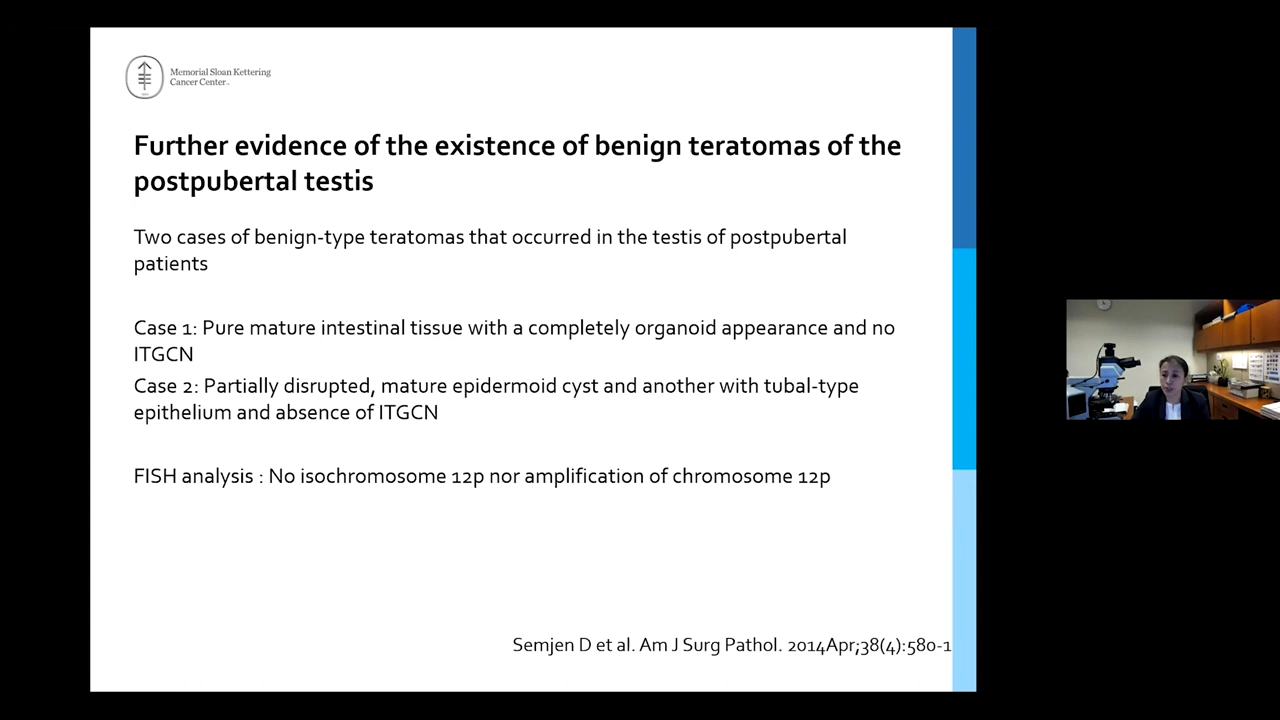 Memorial Sloan Kettering
Cancer Center
Further evidence of the existence of benign teratomas of the
postpubertal testis
Two cases of benign-type teratomas that occurred in the testis of postpubertal
patients
Case 1: Pure mature intestinal tissue with a completely organoid appearance and no
ITGCN
Case 2: Partially disrupted, mature epidermoid cyst and another with tubal-type
epithelium and absence of ITGCN
FISH analysis : No isochromosome 12p nor amplification of chromosome 12p
Semjen D et al. Am J Surg Pathol. 2014Apr;38(4):580-1